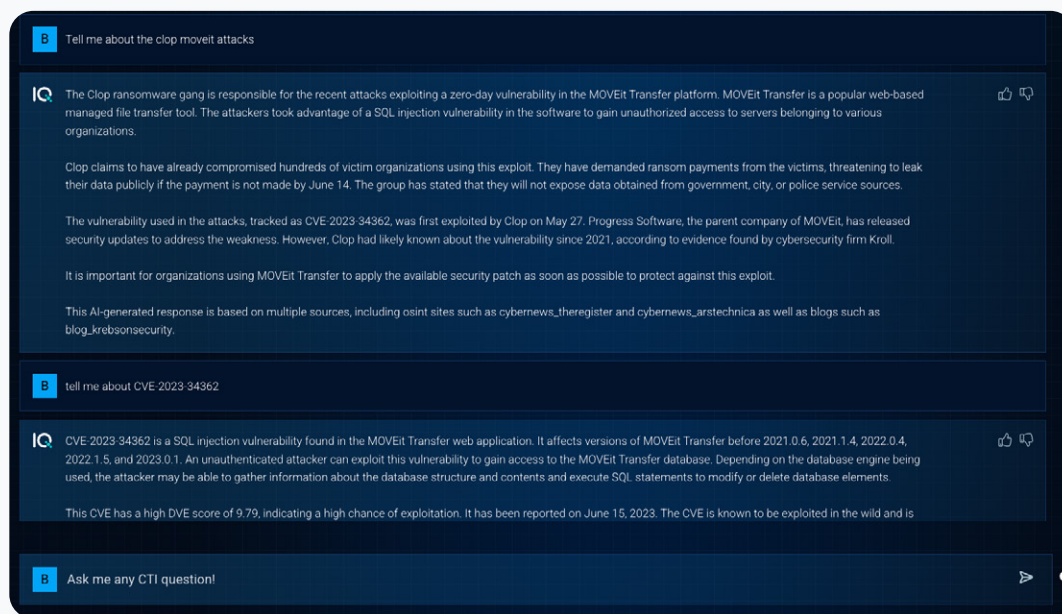 B Tell me about the clop moveit attacks
IQ The Clop ransomware gang is responsible for the recent attacks exploiting a zero-day vulnerability in the MOVEit Transfer platform. MOVEit Transfer is a popular web-based
managed file transfer tool. The attackers took advantage of a SQL injection vulnerability in the software to gain unauthorized access to servers belonging to various
organizations.
Clop claims to have already compromised hundreds of victim organizations using this exploit. They have demanded ransom payments from the victims, threatening to leak
their data publicly if the payment is not made by June 14. The group has stated that they will not expose data obtained from government, city, or police service sources.
The vulnerability used in the attacks, tracked as CVE-2023-34362, was first exploited by Clop on May 27. Progress Software, the parent company of MOVEit, has released
security updates to address the weakness. However, Clop had likely known about the vulnerability since 2021, according to evidence found by cybersecurity firm Kroll.
It is important for organizations using MOVEit Transfer to apply the available security patch as soon as possible to protect against this exploit.
This AI-generated response is based on multiple sources, including osint sites such as cybernews_theregister and cybernews_arstechnica as well as blogs such as
blog_krebsonsecurity.
B tell me about CVE-2023-34362
IQ CVE-2023-34362 is a SQL injection vulnerability found in the MOVEit Transfer web application. It affects versions of MOVEit Transfer before 2021.0.6, 2021.1.4, 2022.0.4,
2022.1.5, and 2023.0.1. An unauthenticated attacker can exploit this vulnerability to gain access to the MOVEit Transfer database. Depending on the database engine being
used, the attacker may be able to gather information about the database structure and contents and execute SQL statements to modify or delete database elements.
This CVE has a high DVE score of 9.79, indicating a high chance of exploitation. It has been reported on June 15, 2023. The CVE is known to be exploited in the wild and is
B Ask me any CTI question!